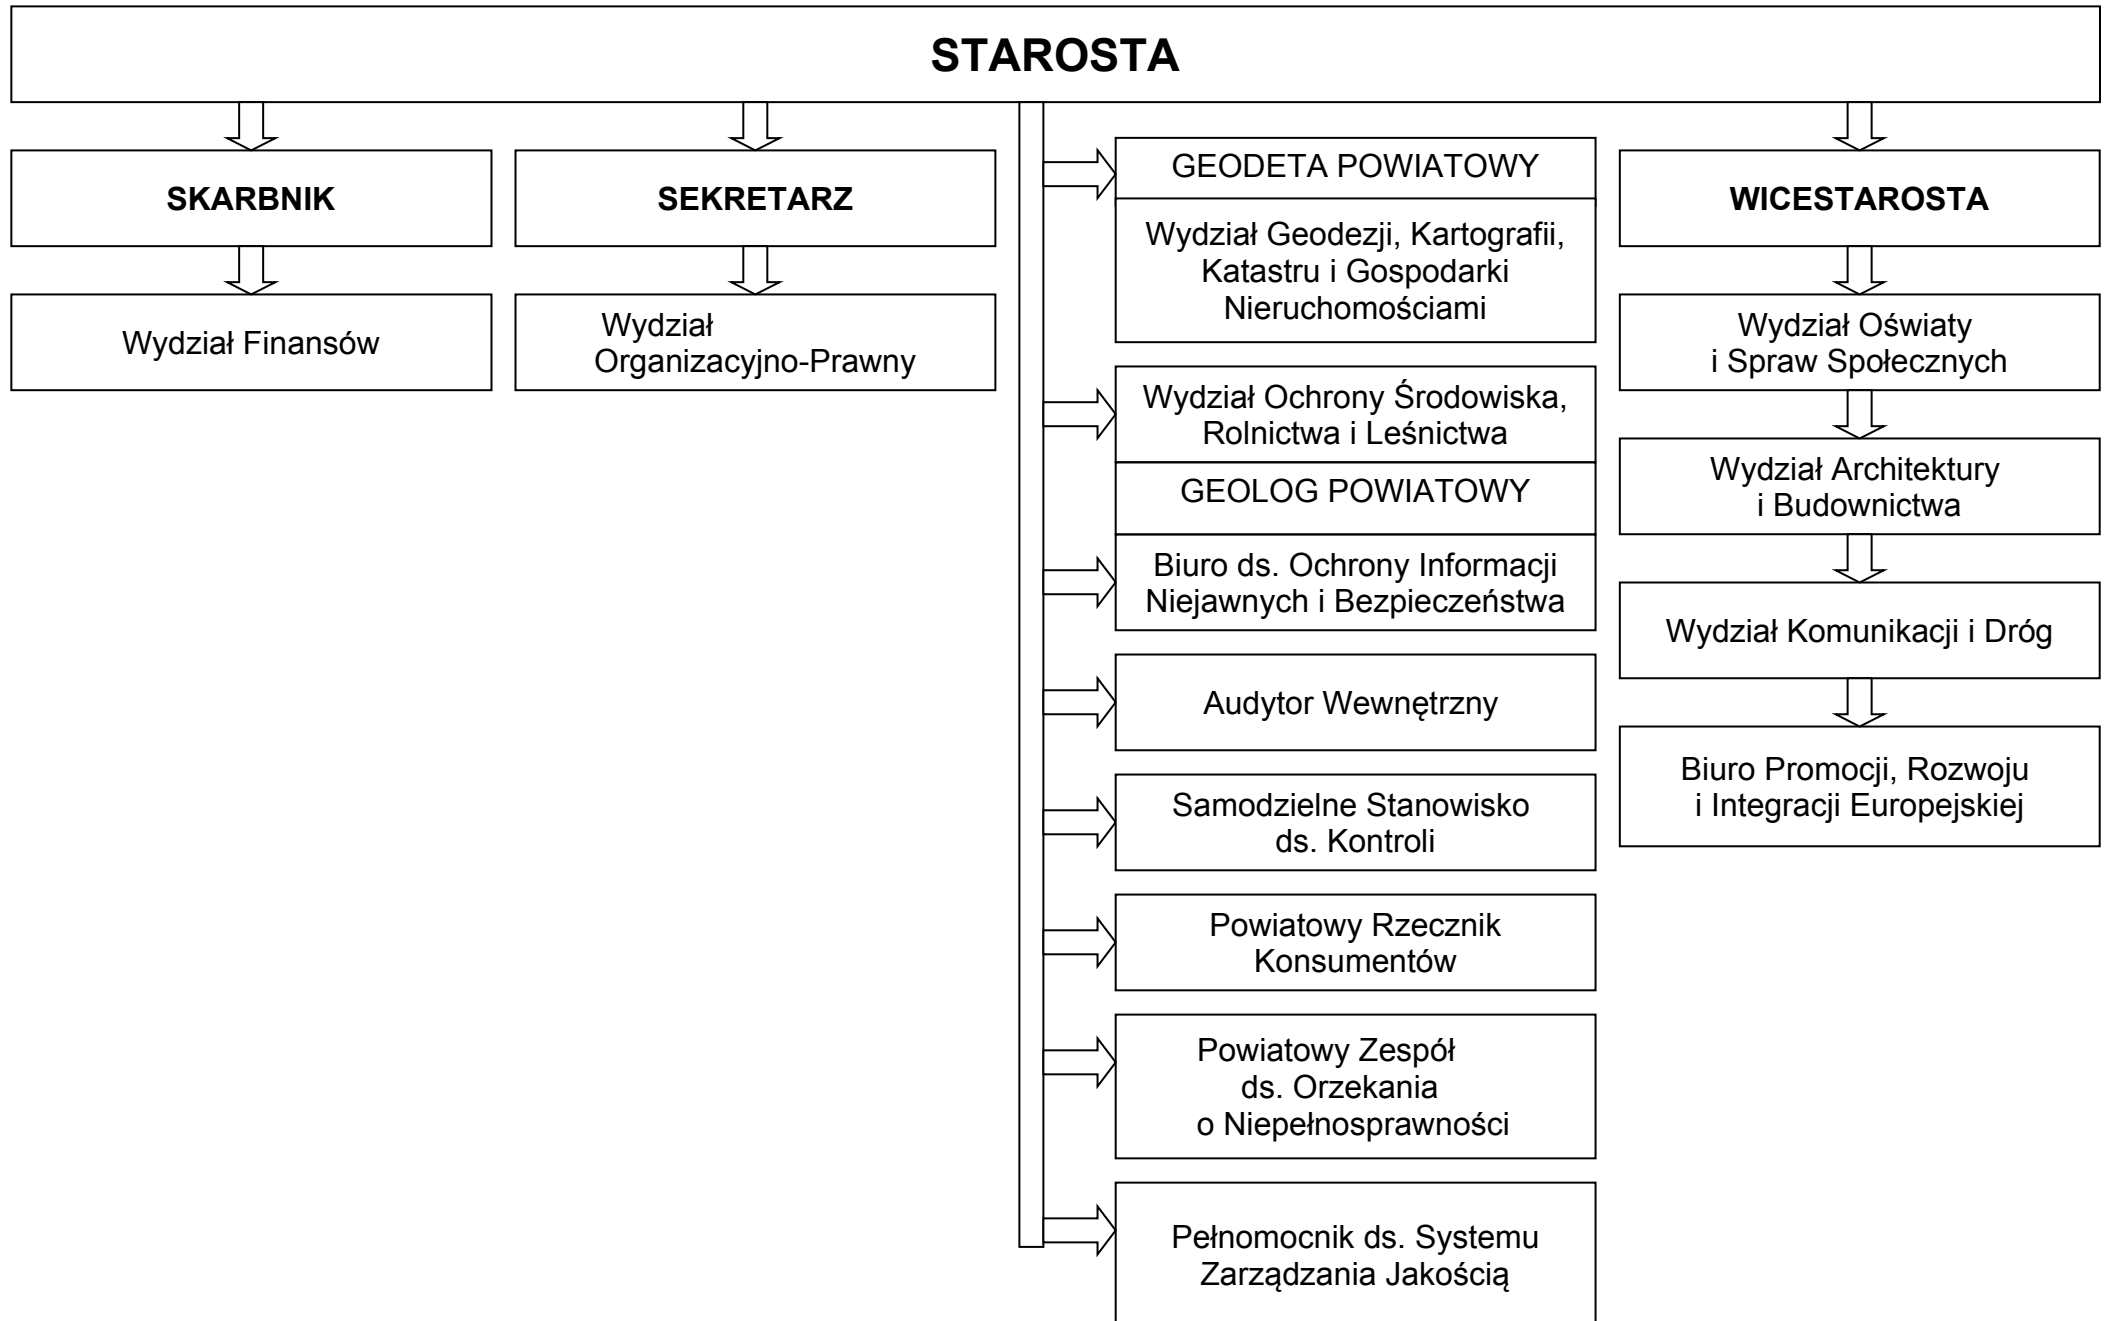 STAROSTA
SKARBNIK
Wydział Finansów
SEKRETARZ
Wydział
Organizacyjno-Prawny
GEODETA POWIATOWY
Wydział Geodezji, Kartografii,
Katastru i Gospodarki
Nieruchomościami
Wydział Ochrony Środowiska,
Rolnictwa i Leśnictwa
GEOLOG POWIATOWY
Biuro ds. Ochrony Informacji
Niejawnych i Bezpieczeństwa
Audytor Wewnętrzny
Samodzielne Stanowisko
ds. Kontroli
Powiatowy Rzecznik
Konsumentów
Powiatowy Zespół
ds. Orzekania
o Niepełnosprawności
Pełnomocnik ds. Systemu
Zarządzania Jakością
WICESTAROSTA
Wydział Oświaty
i Spraw Społecznych
Wydział Architektury
i Budownictwa
Wydział Komunikacji i Dróg
Biuro Promocji, Rozwoju
i Integracji Europejskiej